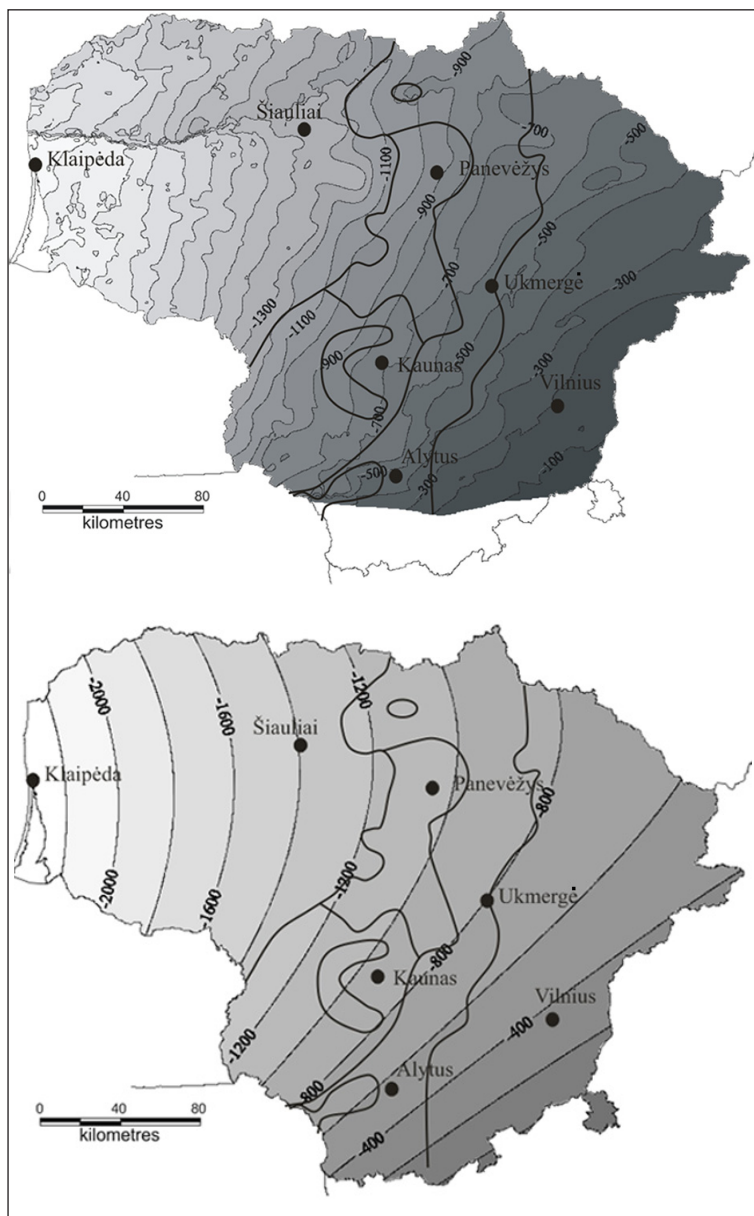 -900
Šiauliai
-700
-500
Klaipėda
-1100
Panevėžys
-900
-500
-700
Ukmergė
-300
-1300
-1100
-500
-900
Kaunas
-300
Vilnius
-700
Alytus
-500
-300
-100
0 40 80
kilometres
-2000
-1200
-1600
Šiauliai
Klaipėda
Panevėžys
-800
-2000
-1200
Ukmergė
-1600
-800
Kaunas
Vilnius
-400
-1200
Alytus
-800
0 40 80
kilometres
-400